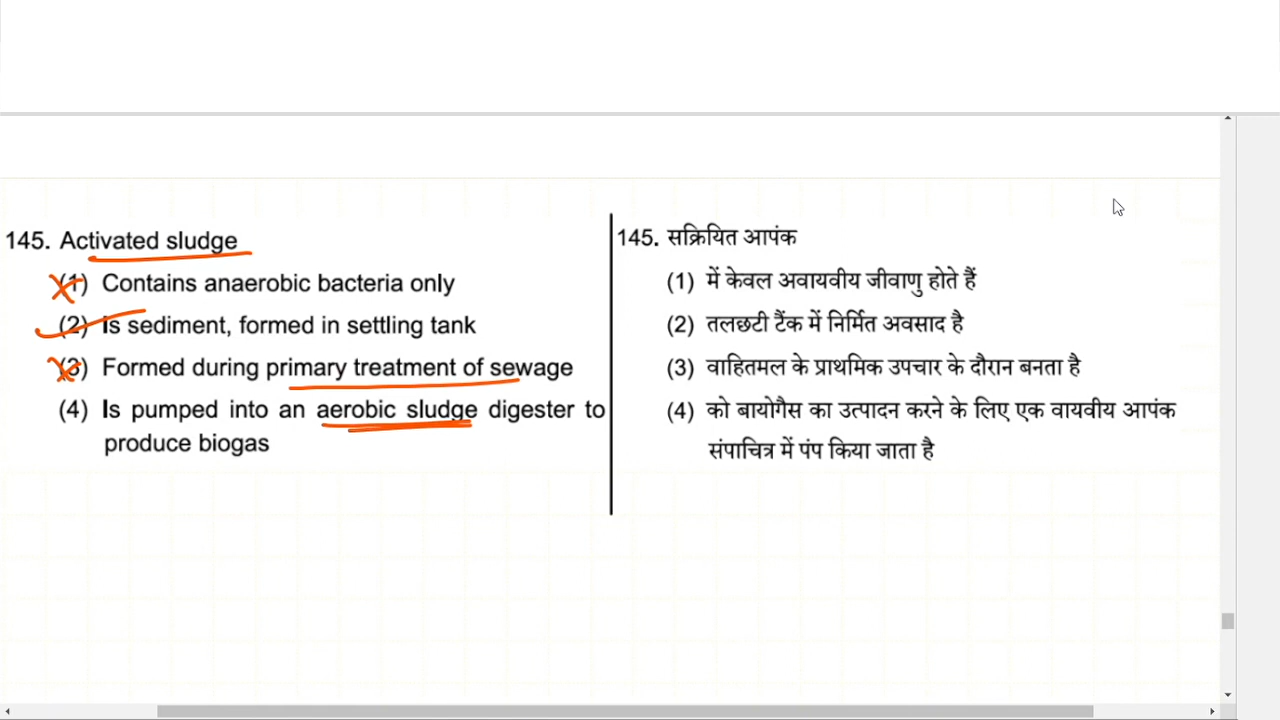 145. Activated sludge
(1) Contains anaerobic bacteria only
(2) Is sediment, formed in settling tank
(3) Formed during primary treatment of sewage
(4) Is pumped into an aerobic sludge digester to
produce biogas
145. सक्रियित आपंक
(1) में केवल अवायवीय जीवाणु होते हैं
(2) तलछटी टैंक में निर्मित अवसाद है
(3) वाहितमल के प्राथमिक उपचार के दौरान बनता है
(4) को बायोगैस का उत्पादन करने के लिए एक वायवीय आपंक
संपाचित्र में पंप किया जाता है